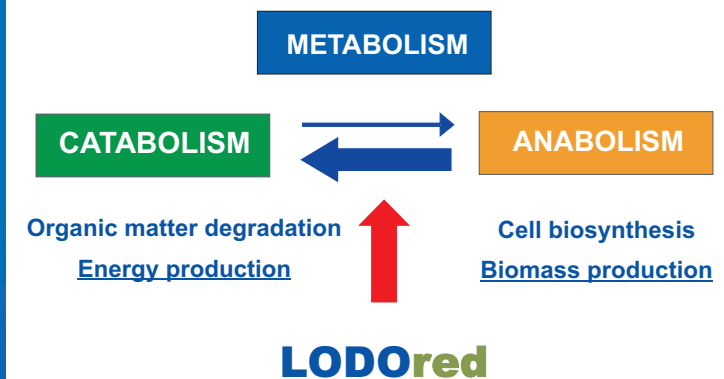 METABOLISM
CATABOLISM
ANABOLISM
Organic matter degradation
Energy production
Cell biosynthesis
Biomass production
LODOred